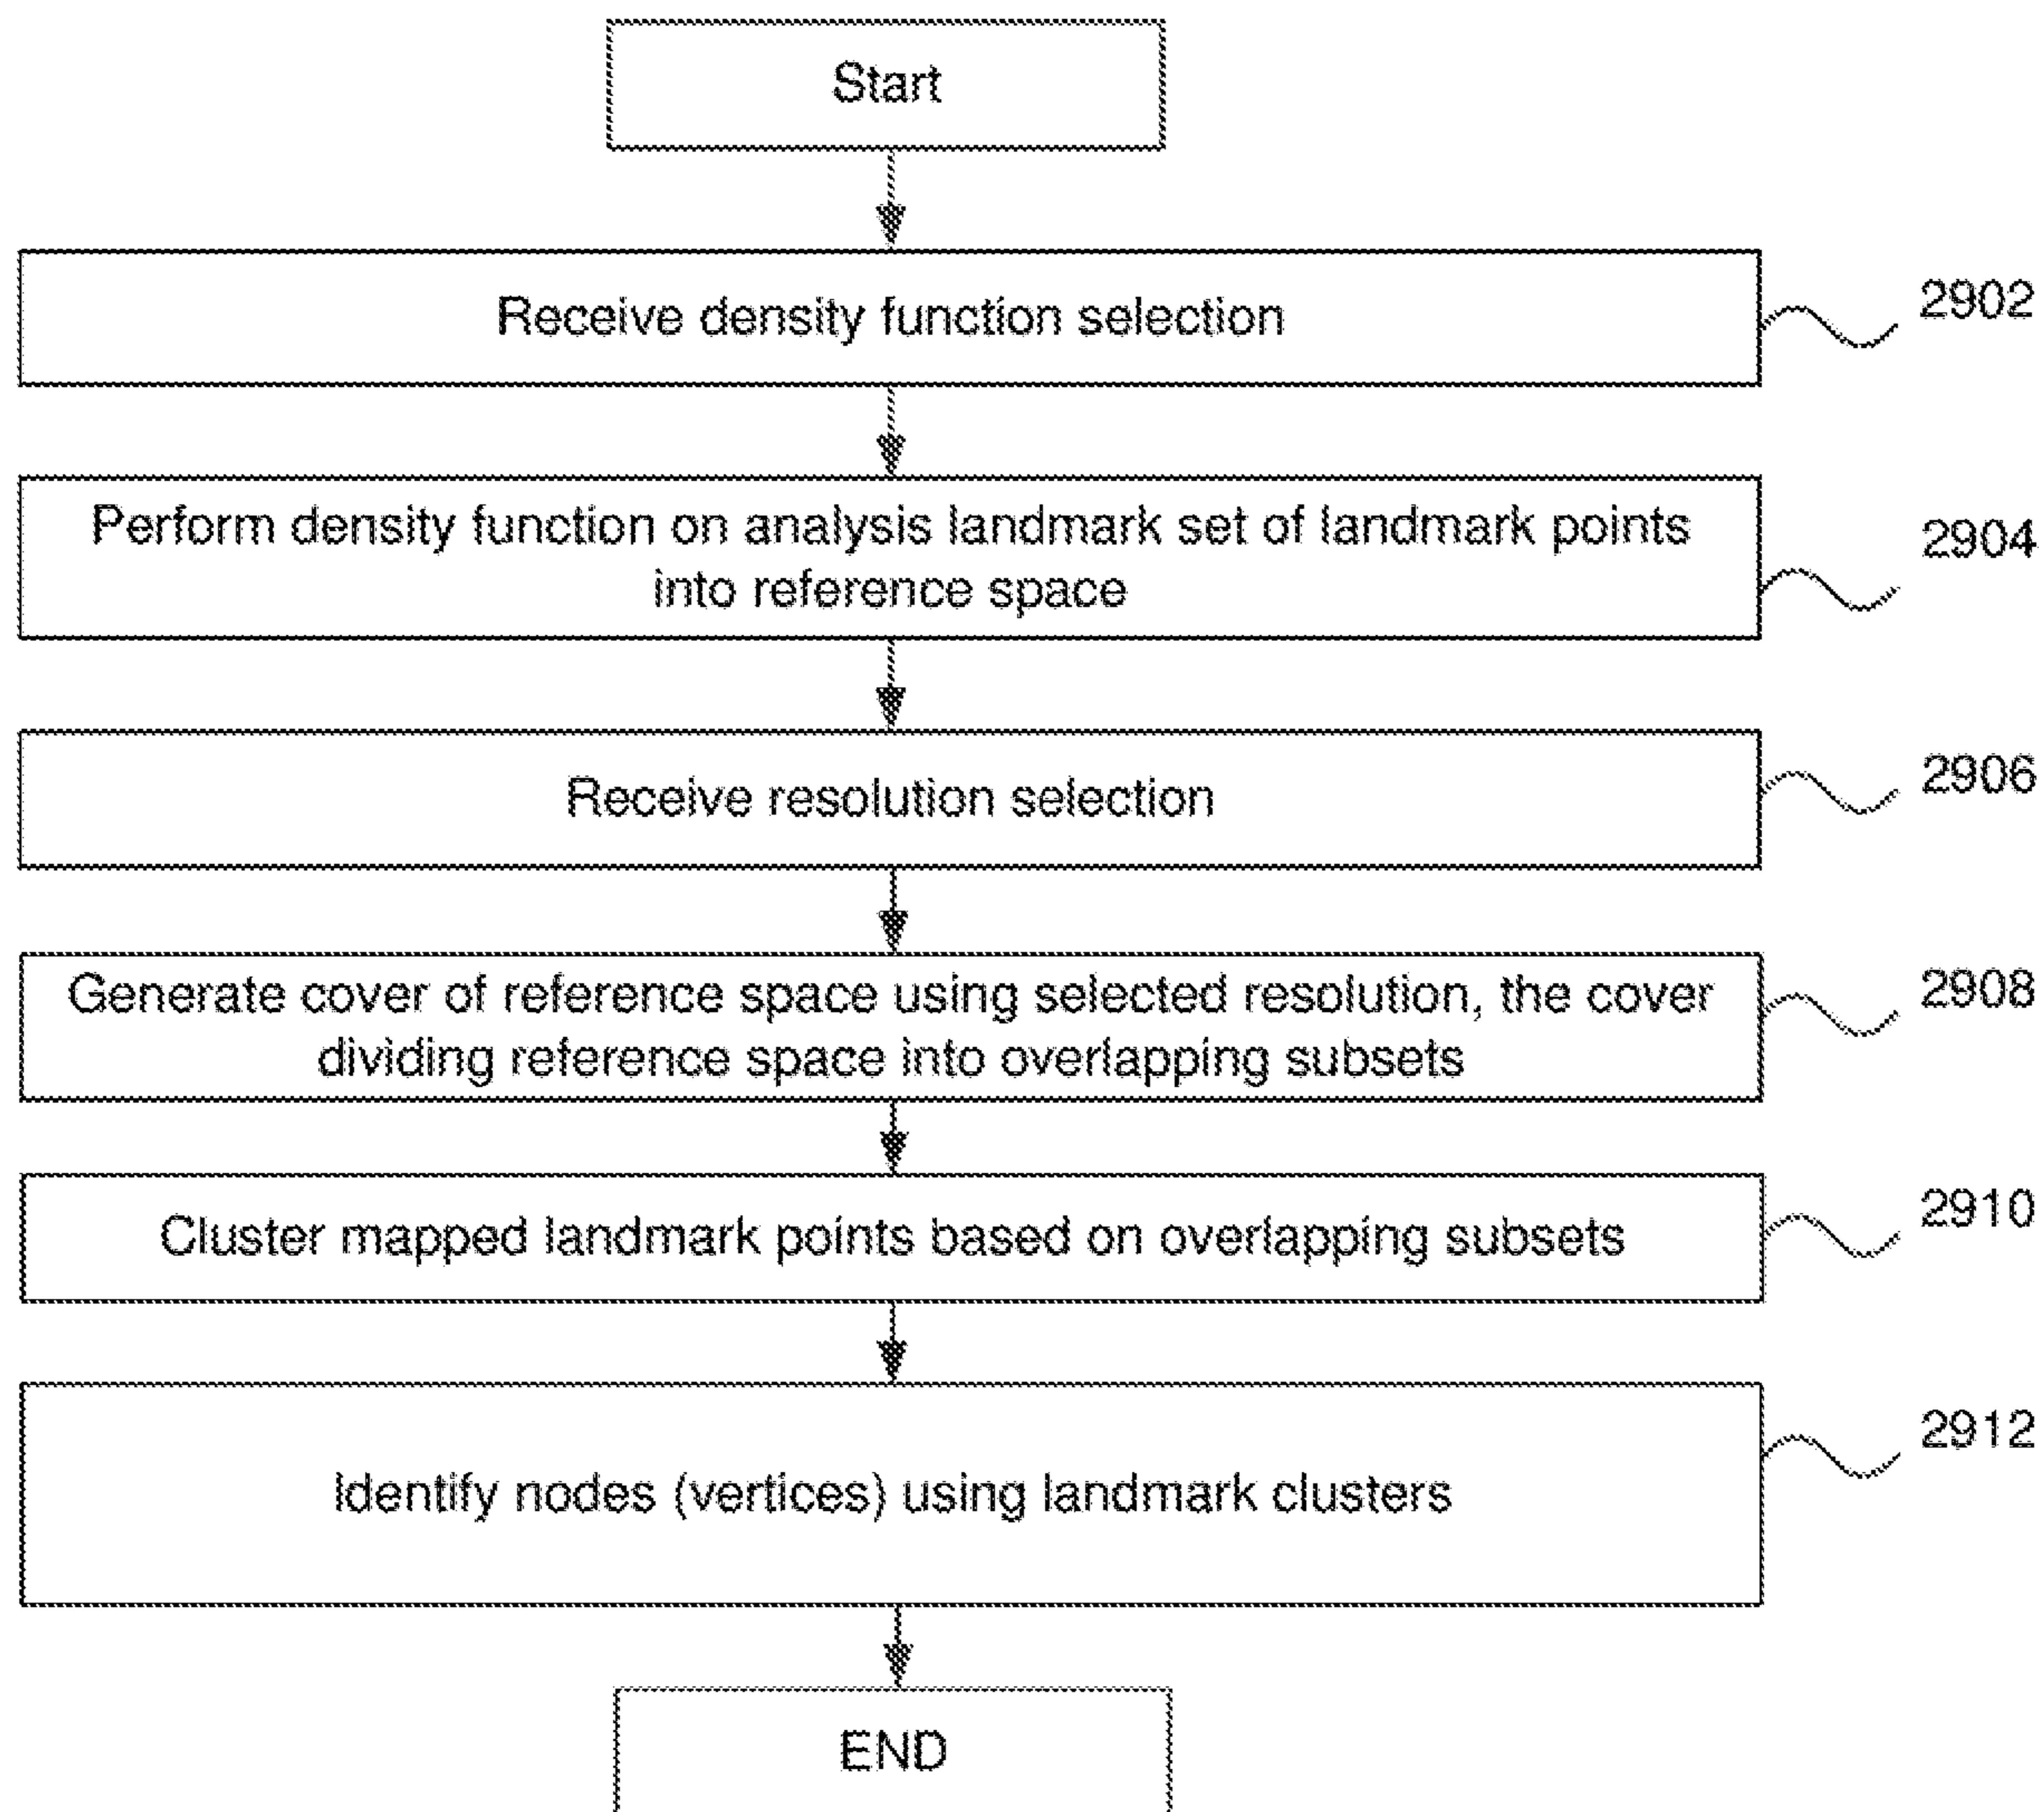 Start
Receive density function selection
2902
Perform density function on analysis landmark set of landmark points
into reference space
2904
Receive resolution selection
2906
Generate cover of reference space using selected resolution, the cover
dividing reference space into overlapping subsets
2908
Cluster mapped landmark points based on overlapping subsets
2910
Identify nodes (vertices) using landmark clusters
2912
END